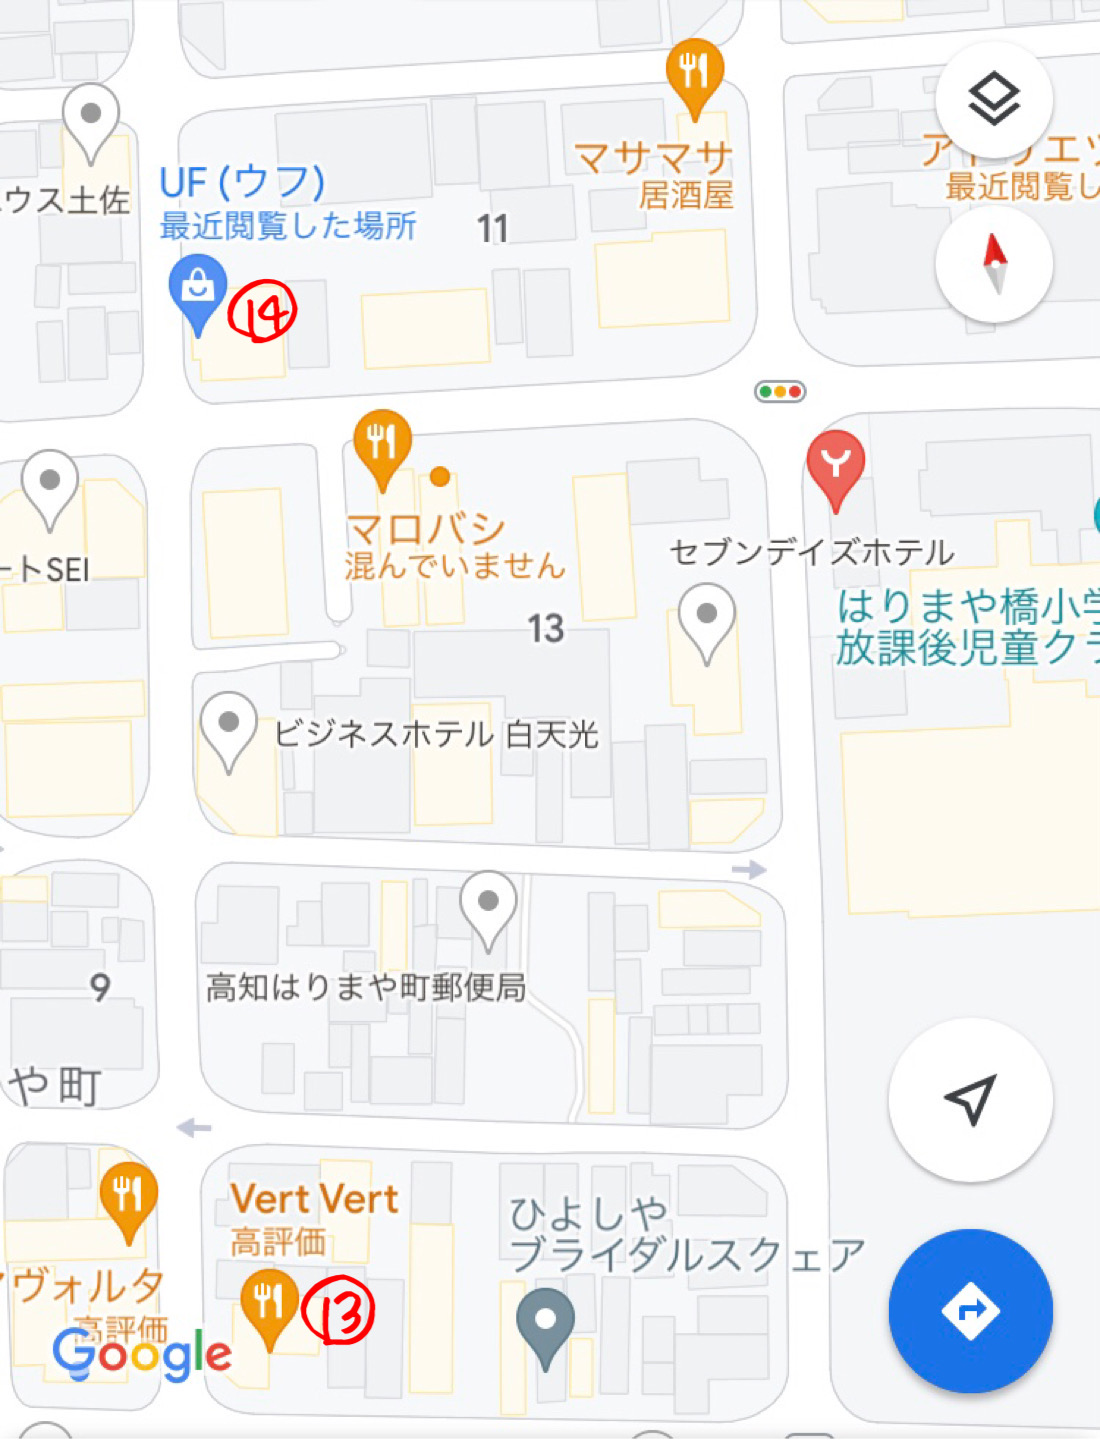 マサマサ
居酒屋
ウス土佐
UF (ウフ)
最近閲覧した場所
11
最近閲覧し
14
マロバシ
混んでいません
ートSEI
セブンデイズホテル
13
はりまや橋小学
放課後児童クラ
ビジネスホテル 白天光
高知はりまや町郵便局
9
や町
Vert Vert
高評価
ひよしや
ブライダルスクェア
ヴォルタ
高評価
13
Google